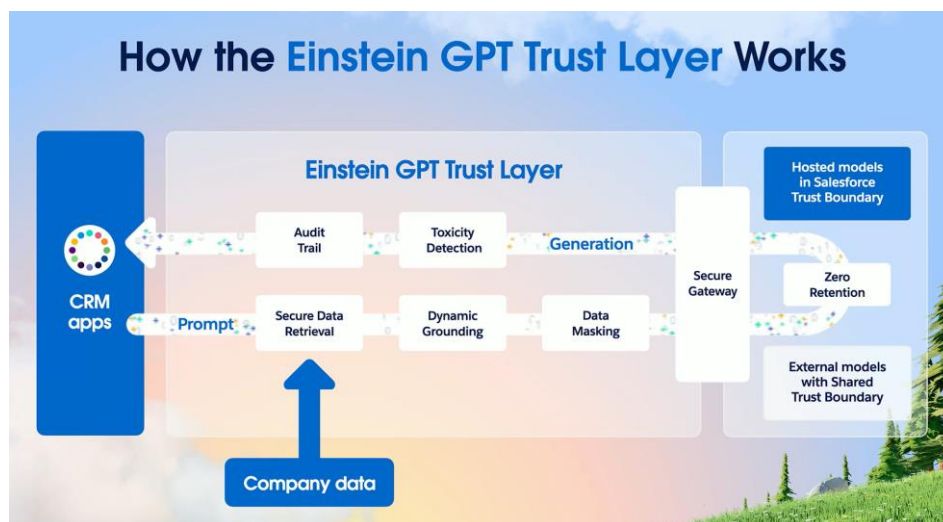 How the Einstein GPT Trust Layer Works
Einstein GPT Trust Layer
Hosted models
in Salesforce
Trust Boundary
Audit
Trail
Toxicity
Detection
Generation
Secure
Gateway
Zero
Retention
CRM
apps
Prompt
Secure Data
Retrieval
Dynamic
Grounding
Data
Masking
External models
with Shared
Trust Boundary
Company data